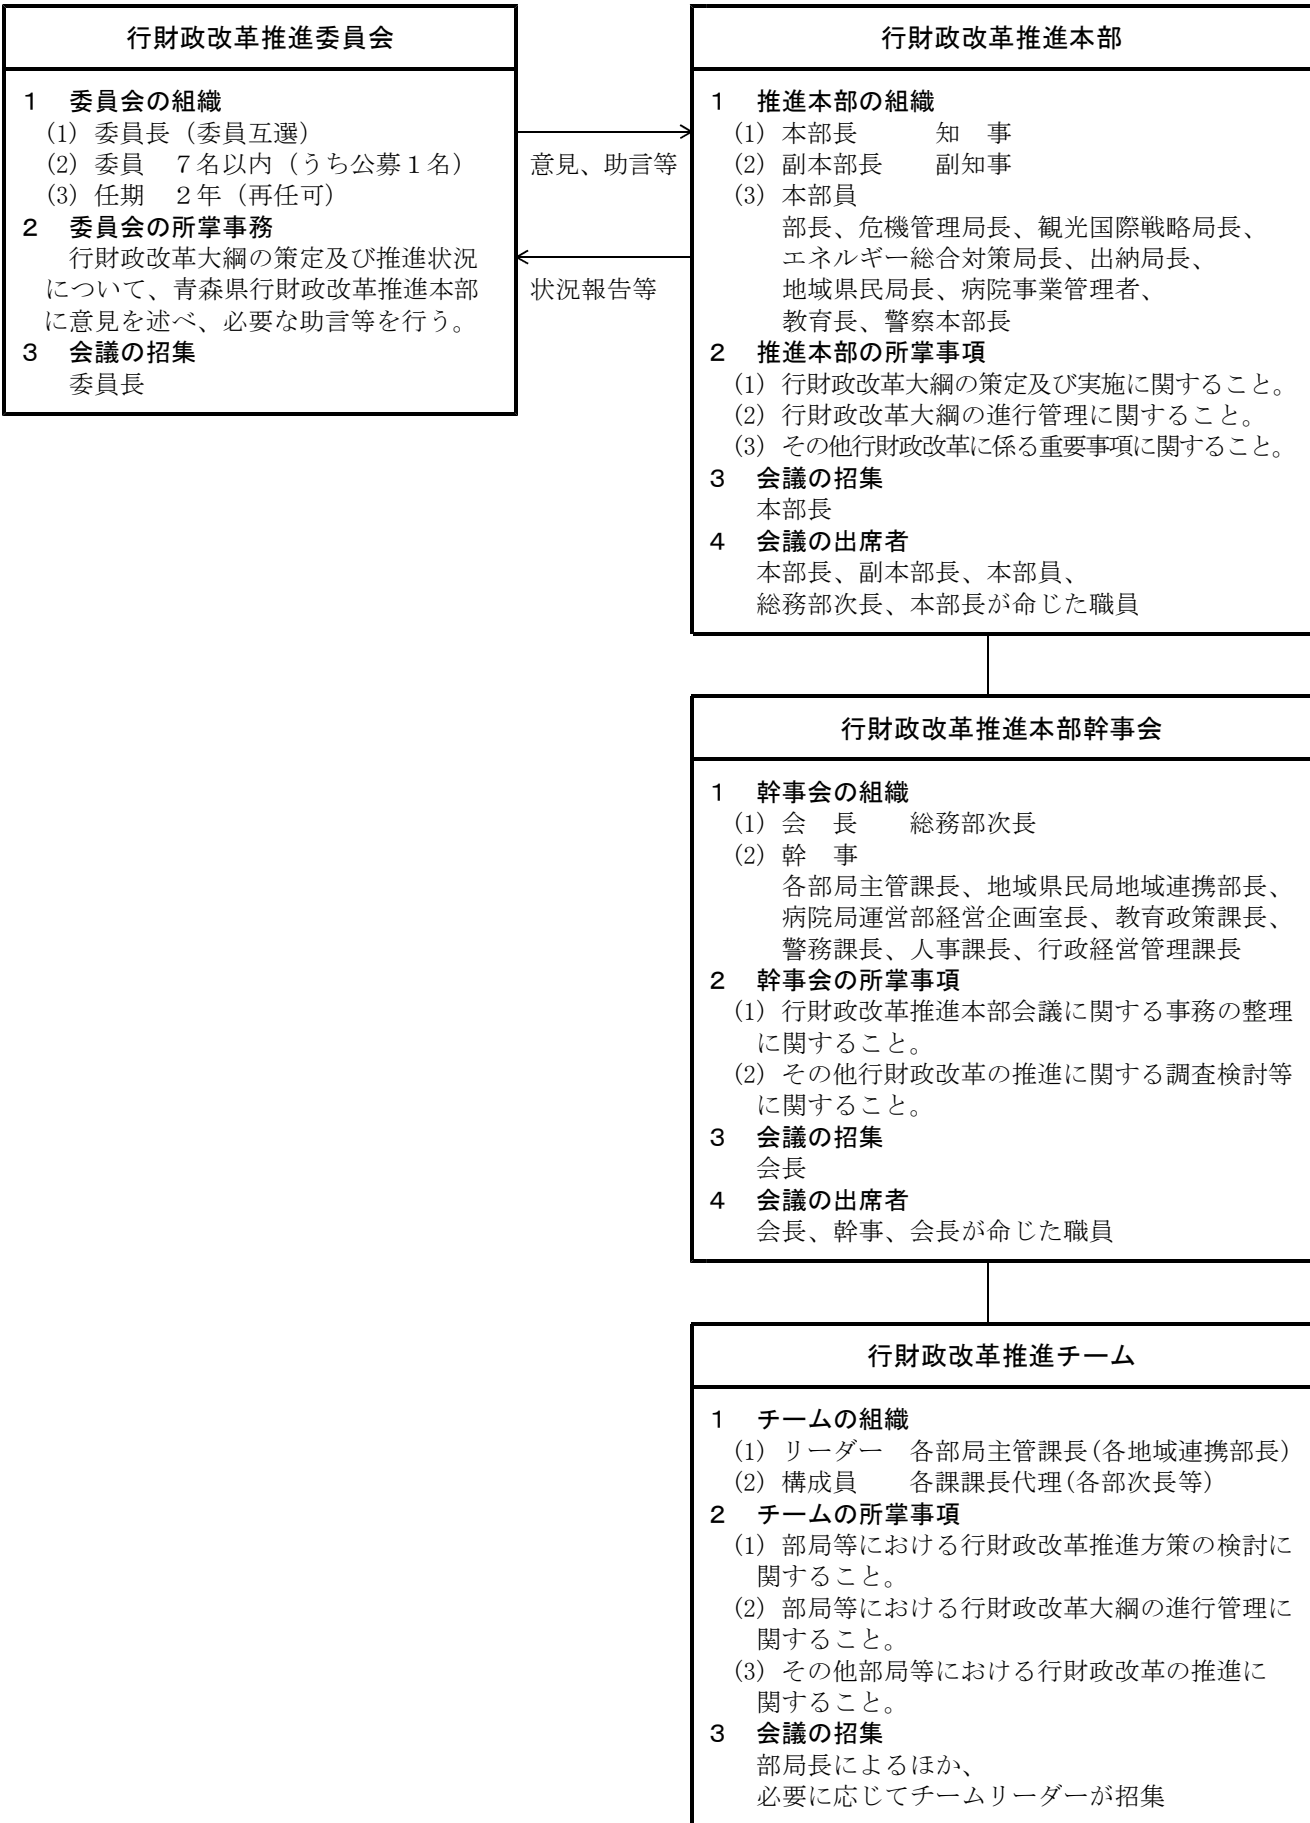 行財政改革推進委員会
１　委員会の組織
(1) 委員長（委員互選）
(2) 委員　７名以内（うち公募１名）
(3) 任期　２年（再任可）
２　委員会の所掌事務
行財政改革大綱の策定及び推進状況
について、青森県行財政改革推進本部
に意見を述べ、必要な助言等を行う。
３　会議の招集
委員長
意見、助言等
状況報告等
行財政改革推進本部
１　推進本部の組織
(1) 本部長　　　知　事
(2) 副本部長　　副知事
(3) 本部員
部長、危機管理局長、観光国際戦略局長、
エネルギー総合対策局長、出納局長、
地域県民局長、病院事業管理者、
教育長、警察本部長
２　推進本部の所掌事項
(1) 行財政改革大綱の策定及び実施に関すること。
(2) 行財政改革大綱の進行管理に関すること。
(3) その他行財政改革に係る重要事項に関すること。
３　会議の招集
本部長
４　会議の出席者
本部長、副本部長、本部員、
総務部次長、本部長が命じた職員
行財政改革推進本部幹事会
１　幹事会の組織
(1) 会　長　　総務部次長
(2) 幹　事
各部局主管課長、地域県民局地域連携部長、
病院局運営部経営企画室長、教育政策課長、
警務課長、人事課長、行政経営管理課長
２　幹事会の所掌事項
(1) 行財政改革推進本部会議に関する事務の整理
に関すること。
(2) その他行財政改革の推進に関する調査検討等
に関すること。
３　会議の招集
会長
４　会議の出席者
会長、幹事、会長が命じた職員
行財政改革推進チーム
１　チームの組織
(1) リーダー　各部局主管課長(各地域連携部長)
(2) 構成員　　各課課長代理(各部次長等)
２　チームの所掌事項
(1) 部局等における行財政改革推進方策の検討に
関すること。
(2) 部局等における行財政改革大綱の進行管理に
関すること。
(3) その他部局等における行財政改革の推進に
関すること。
３　会議の招集
部局長によるほか、
必要に応じてチームリーダーが招集